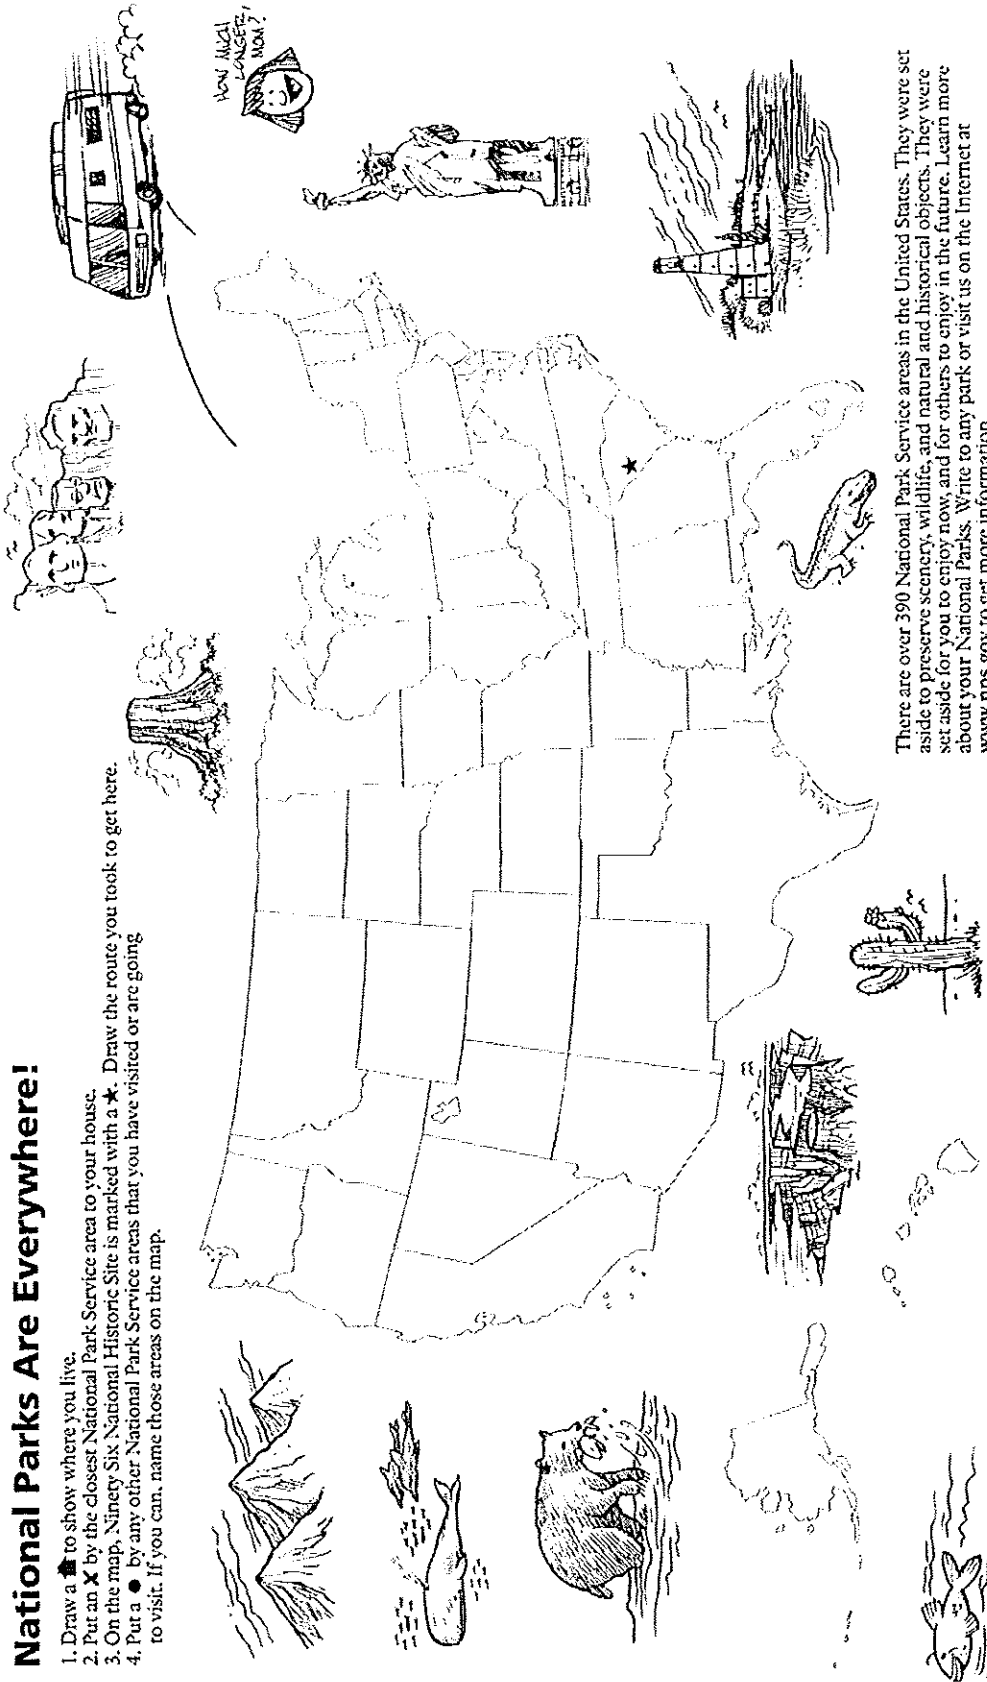 National Parks Are Everywhere!
1. Draw a to show where you live.
2. Put an X by the closest National Park Service area to your house.
3. On the map, Ninety Six National Historic Site is marked with a ★. Draw the route you took to get here.
4. Put a ● by any other National Park Service areas that you have visited or are going
to visit. If you can, name those areas on the map.
HOW MUCH
LONGER,
MOM?
There are over 390 National Park Service areas in the United States. They were set
aside to preserve scenery, wildlife, and natural and historical objects. They were
set aside for you to enjoy now, and for others to enjoy in the future. Learn more
about your National Parks. Write to any park or visit us on the Internet at
www.nps.gov to get more information.